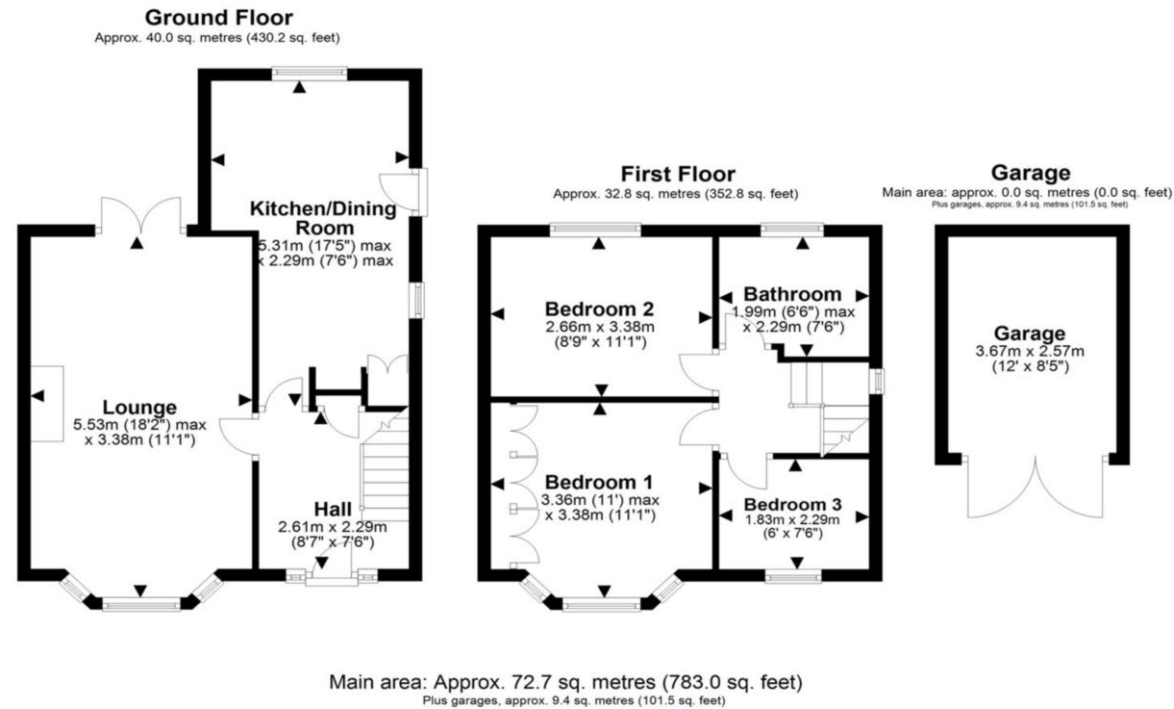 Ground Floor
Approx. 40.0 sq. metres (430.2 sq. feet)
Kitchen/Dining
Room
5.31m (17'5") max
x 2.29m (7'6") max
Lounge
5.53m (18'2") max
x 3.38m (11'1")
Hall
2.61m x 2.29m
(8'7" x 7'6")
First Floor
Approx. 32.8 sq. metres (352.8 sq. feet)
Bedroom 2
2.66m x 3.38m
(8'9" x 11'1")
Bathroom
1.99m (6'6") max
x 2.29m (7'6")
Bedroom 1
3.36m (11') max
x 3.38m (11'1")
Bedroom 3
1.83m x 2.29m
(6' x 7'6")
Garage
Main area: approx. 0.0 sq. metres (0.0 sq. feet)
Plus garages, approx. 9.4 sq. metres (101.5 sq. feet)
Garage
3.67m x 2.57m
(12' x 8'5")
Main area: Approx. 72.7 sq. metres (783.0 sq. feet)
Plus garages, approx. 9.4 sq. metres (101.5 sq. feet)